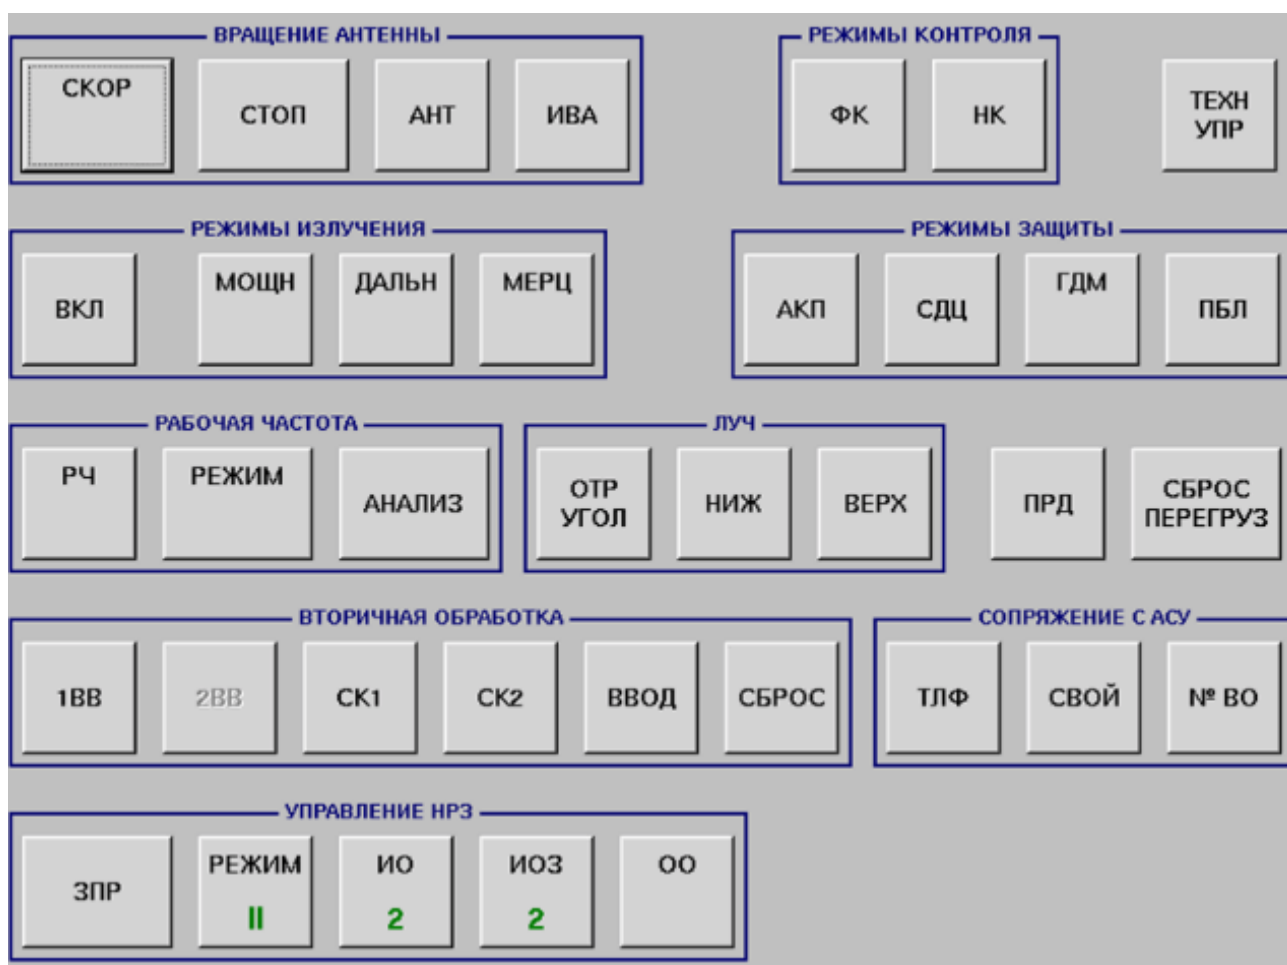 ВРАЩЕНИЕ АНТЕННЫ
СКОР
СТОП
АНТ
ИВА
РЕЖИМЫ КОНТРОЛЯ
ФК
НК
ТЕХН
УПР
РЕЖИМЫ ИЗЛУЧЕНИЯ
ВКЛ
МОЩН
ДАЛЬН
МЕРЦ
РЕЖИМЫ ЗАЩИТЫ
АКП
СДЦ
ГДМ
ПБЛ
РАБОЧАЯ ЧАСТОТА
РЧ
РЕЖИМ
АНАЛИЗ
ЛУЧ
ОТР
УГОЛ
НИЖ
ВЕРХ
ПРД
СБРОС
ПЕРЕГРУЗ
ВТОРИЧНАЯ ОБРАБОТКА
1ВВ
2ВВ
СК1
СК2
ВВОД
СБРОС
СОПРЯЖЕНИЕ С АСУ
ТЛФ
СВОЙ
№ ВО
УПРАВЛЕНИЕ НРЗ
ЗПР
РЕЖИМ
II
ИО
2
ИОЗ
2
ОО